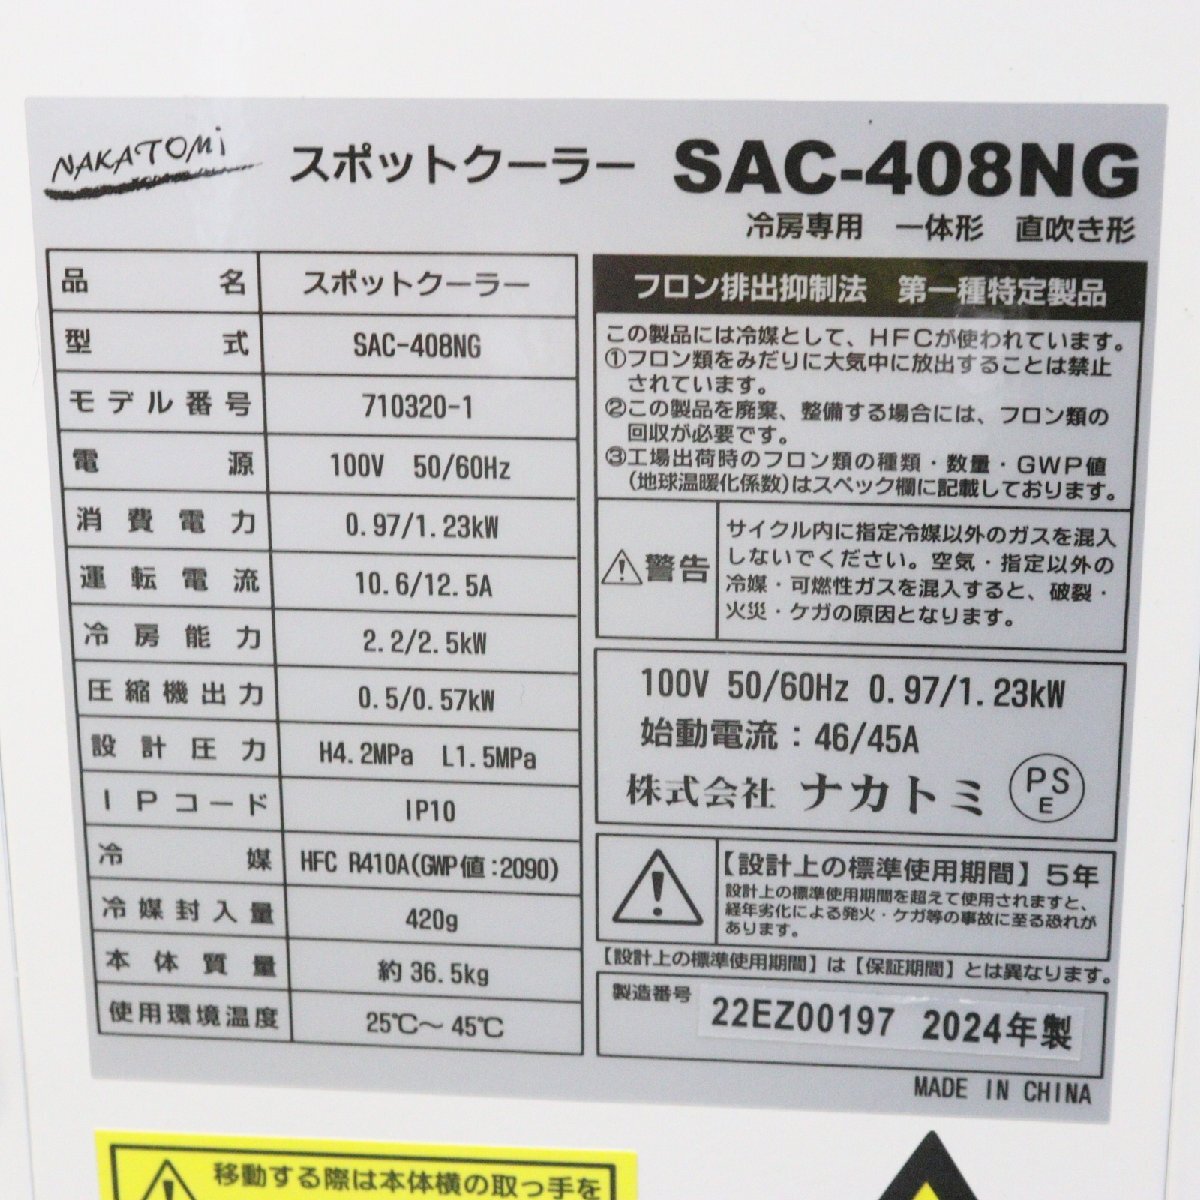 NAKATOMI スポットクーラー SAC-408NG
冷房専用 一体形 直吹き形
品名 スポットクーラー
型式 SAC-408NG
モデル番号 710320-1
電源 100V 50/60Hz
消費電力 0.97/1.23kW
運転電流 10.6/12.5A
冷房能力 2.2/2.5kW
圧縮機出力 0.5/0.57kW
設計圧力 H4.2MPa L1.5MPa
IPコード IP10
冷媒 HFC R410A(GWP値:2090)
冷媒封入量 420g
本体質量 約36.5kg
使用環境温度 25℃～45℃
フロン排出抑制法 第一種特定製品
この製品には冷媒として、HFCが使われています。
①フロン類をみだりに大気中に放出することは禁止
されています。
②この製品を廃棄、整備する場合には、フロン類の
回収が必要です。
③工場出荷時のフロン類の種類・数量・GWP値
(地球温暖化係数)はスペック欄に記載しております。
警告
サイクル内に指定冷媒以外のガスを混入
しないでください。空気・指定以外の
冷媒・可燃性ガスを混入すると、破裂・
火災・ケガの原因となります。
100V 50/60Hz 0.97/1.23kW
始動電流：46/45A
株式会社 ナカトミ
PS
E
【設計上の標準使用期間】5年
設計上の標準使用期間を超えて使用されますと、
経年劣化による発火・ケガ等の事故に至る恐れが
あります。
【設計上の標準使用期間】は【保証期間】とは異なります。
製造番号 22EZ00197 2024年製
MADE IN CHINA
移動する際は本体横の取っ手を